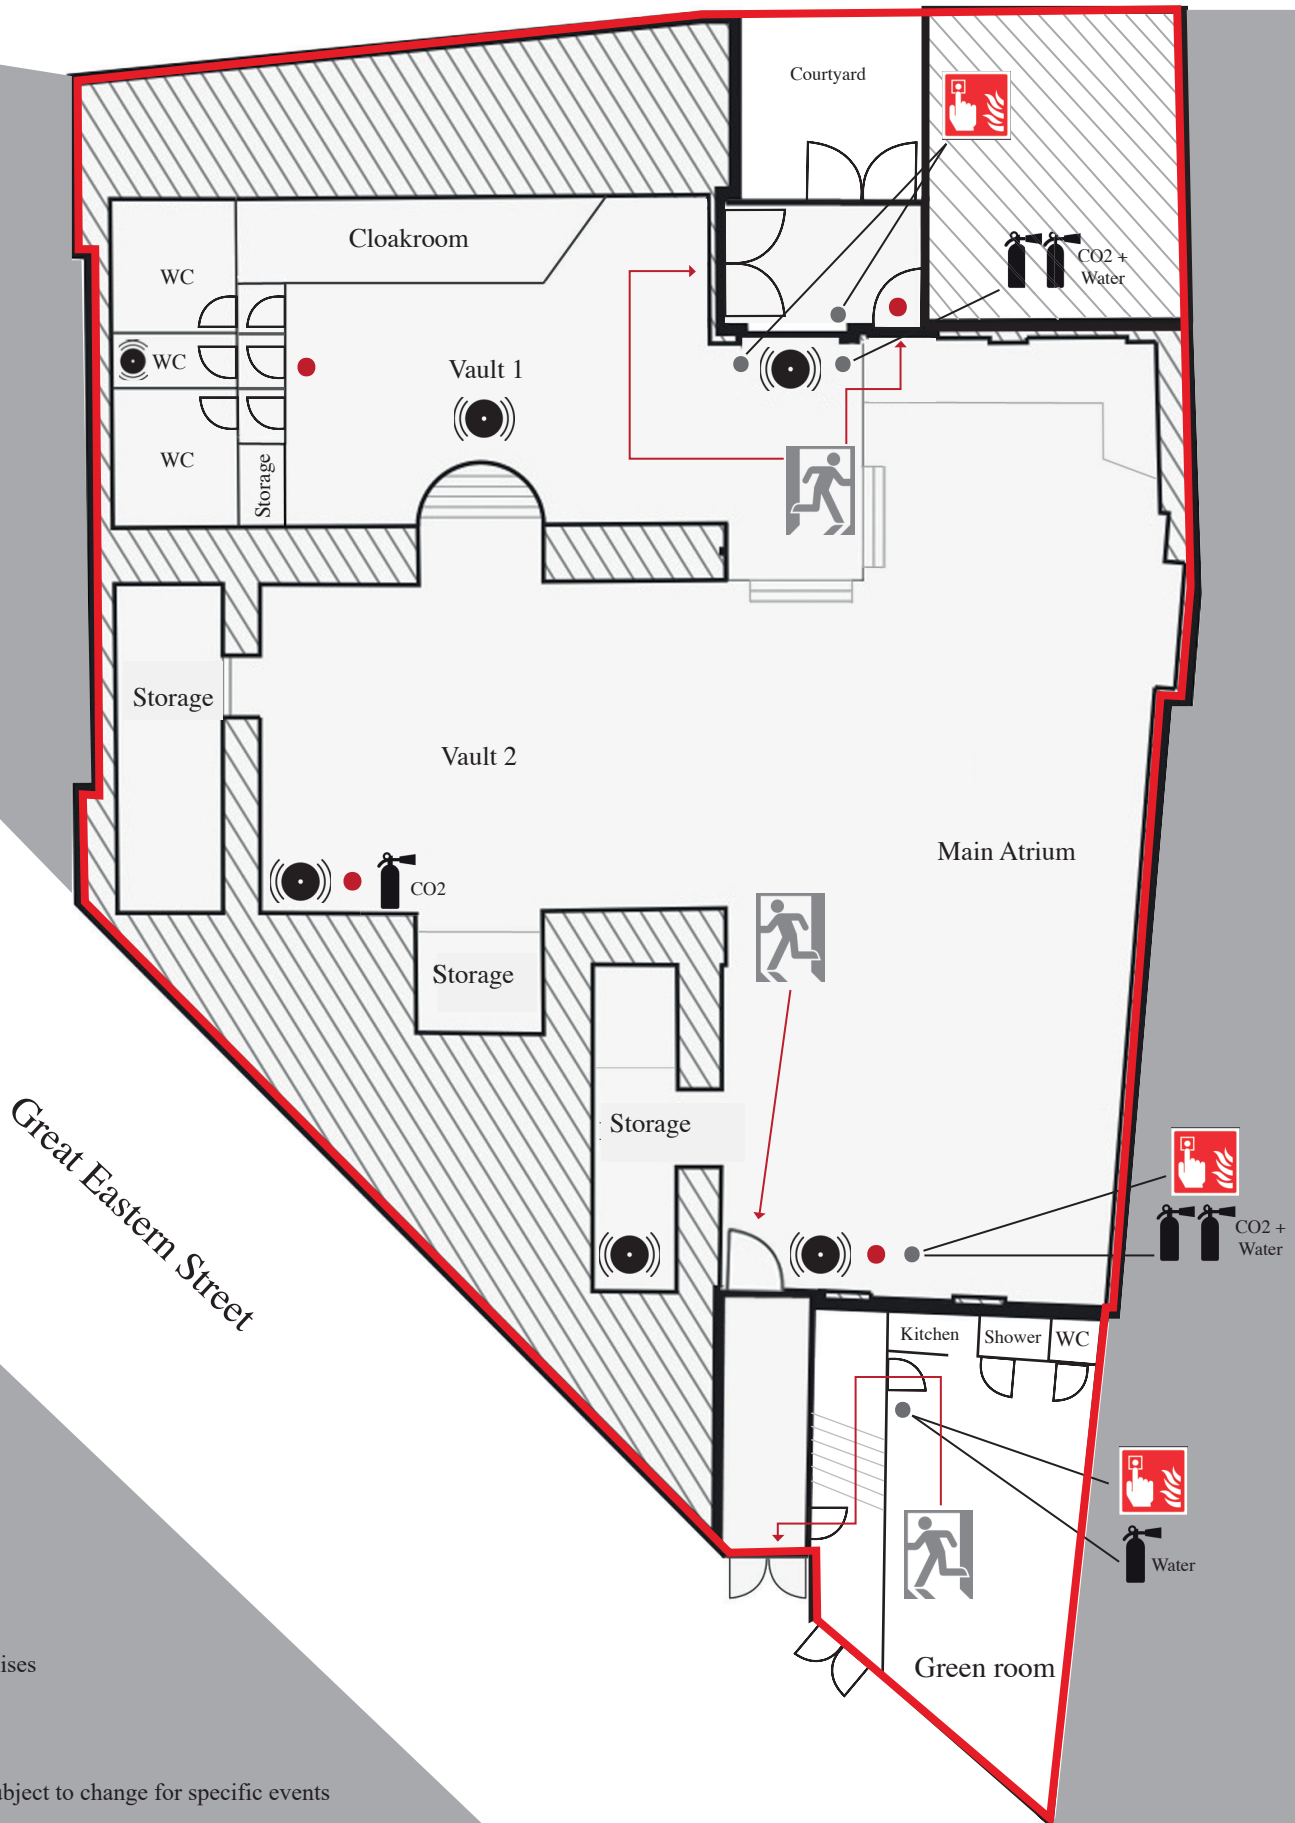 Courtyard
Cloakroom
WC
CO2 +
Water
WC
Vault 1
WC
Storage
Storage
Vault 2
Main Atrium
CO2
Storage
Storage
Great Eastern Street
CO2 +
Water
Kitchen
Shower
WC
Water
ises
Green room
bject to change for specific events